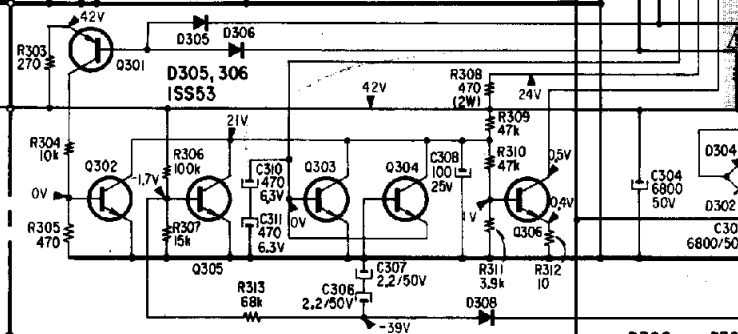 42V
D305
D306
R303
270
Q301
D305, 306
ISS53
R308
470
(2W)
42V
24V
R309
47k
21V
R304
10k
Q302
-1.7V
R306
100k
C310
470
6.3V
Q303
Q304
C308
100
25V
R310
47k
0.5V
C304
6800
50V
D304
0V
R305
470
R307
15k
C311
470
6.3V
0V
1V
0.4V
Q306
D302
Q305
C307
2.2/50V
C306
2.2/50V
R311
3.9k
R312
10
C30
6800/50
R313
68k
D308
-39V